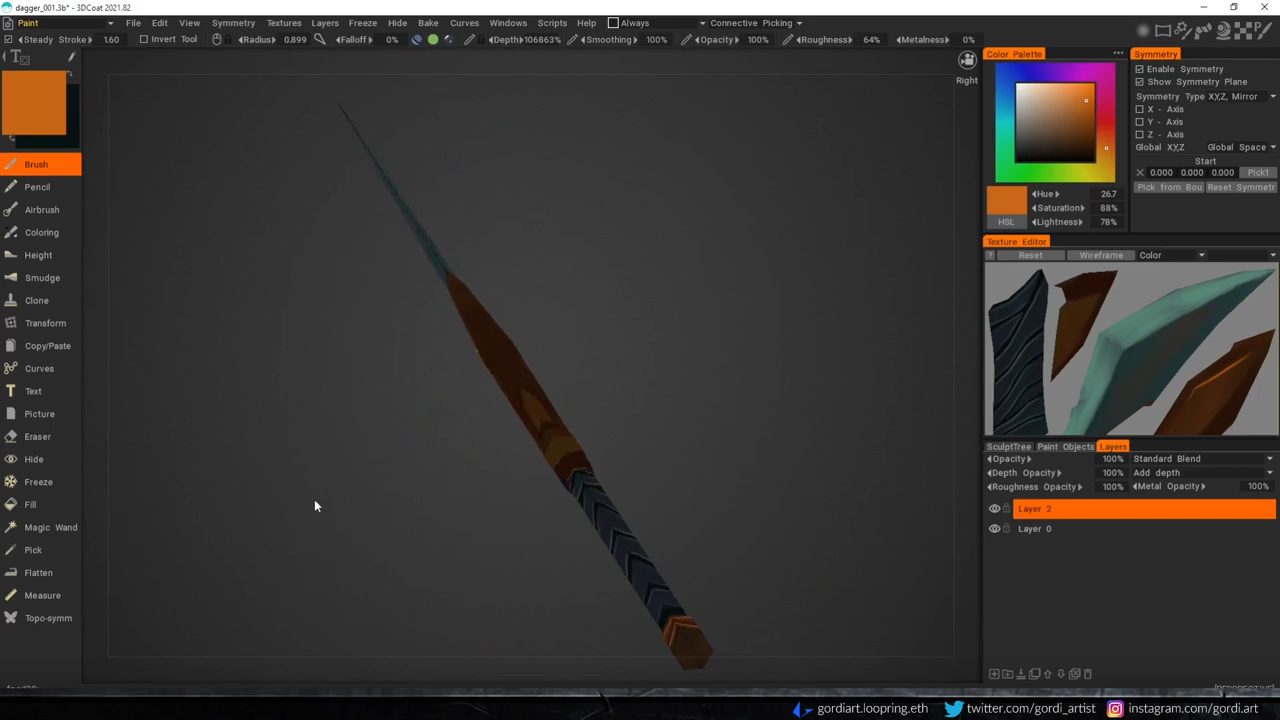 dagger_001.3b* - 3DCoat 2021.82
Paint File Edit View Symmetry Textures Layers Freeze Hide Bake Curves Windows Scripts Help Always Connective Picking
Steady Stroke 1.60 Invert Tool Radius 0.899 Falloff 0% Depth 106863% Smoothing 100% Opacity 100% Roughness 64% Metalness 0%
Right
Brush
Pencil
Airbrush
Coloring
Height
Smudge
Clone
Transform
Copy/Paste
Curves
Text
Picture
Eraser
Hide
Freeze
Fill
Magic Wand
Pick
Flatten
Measure
Topo-symm
Color Palette
Hue 26.7
Saturation 88%
HSL Lightness 78%
Symmetry
Enable Symmetry
Show Symmetry Plane
Symmetry Type X,Y,Z, Mirror
X - Axis
Y - Axis
Z - Axis
Global X,Y,Z Global Space
Start
X 0.000 0.000 0.000 Pick1
Pick from Bou Reset Symmetr
Texture Editor
? Reset Wireframe Color
SculptTree Paint Objects Layers
Opacity 100% Standard Blend
Depth Opacity 100% Add depth
Roughness Opacity 100% Metal Opacity 100%
Layer 2
Layer 0
gordiart.loopring.eth twitter.com/gordi_artist instagram.com/gordi.art